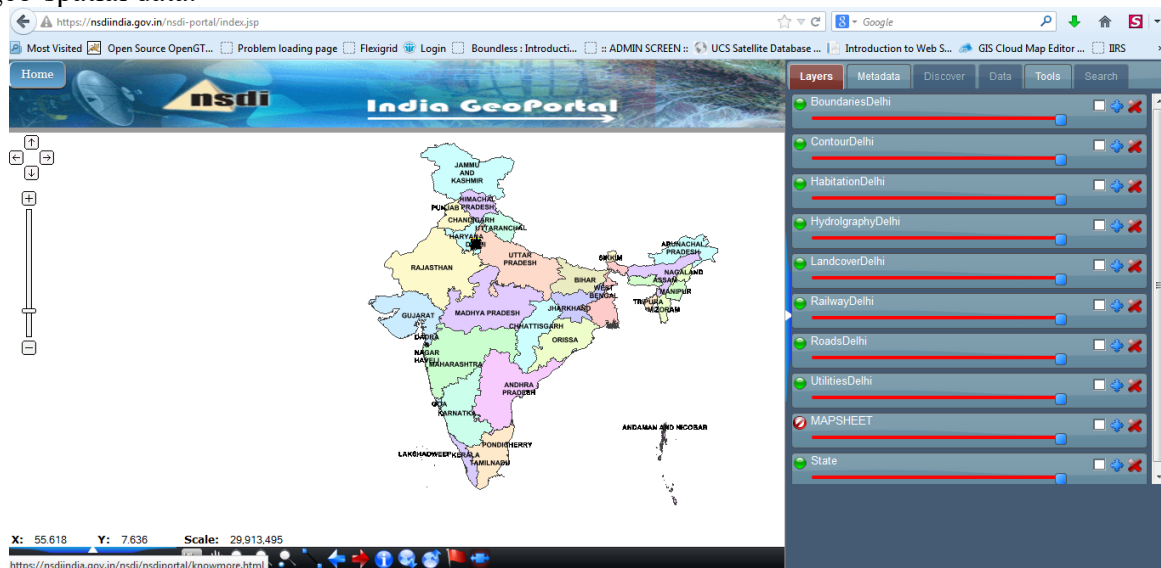 geo-spatial data.
https://nsdiindia.gov.in/nsdi-portal/index.jsp
Google
Most Visited Open Source OpenGT... Problem loading page Flexigrid Login Boundless : Introducti... :: ADMIN SCREEN :: UCS Satellite Database ... Introduction to Web S... GIS Cloud Map Editor ... IIRS
Home
nsdi
India GeoPortal
Layers Metadata Discover Data Tools Search
BoundariesDelhi
ContourDelhi
HabitationDelhi
HydrolgraphyDelhi
LandcoverDelhi
RailwayDelhi
RoadsDelhi
UtilitiesDelhi
MAPSHEET
State
JAMMU
AND
KASHMIR
HIMACHAL
PRADESH
PUNJAB
CHANDIGARH
UTTARANCHAL
HARYANA
RAJASTHAN
UTTAR
PRADESH
SIKKIM
ARUNACHAL
PRADESH
NAGALAND
ASSAM
MANIPUR
BIHAR
WEST
BENGAL
TRIPURA
MIZORAM
GUJARAT
MADHYA PRADESH
JHARKHAND
CHHATTISGARH
ORISSA
DADRA
NAGAR
HAVELI
MAHARASHTRA
ANDHRA
PRADESH
GOA
KARNATKA
ANDAMAN AND NICOBAR
PONDICHERRY
LAKSHADWEEP
KERALA
TAMILNADU
X: 55.618 Y: 7.636 Scale: 29,913,495
https://nsdiindia.gov.in/nsdi/nsdiportal/knowmore.html